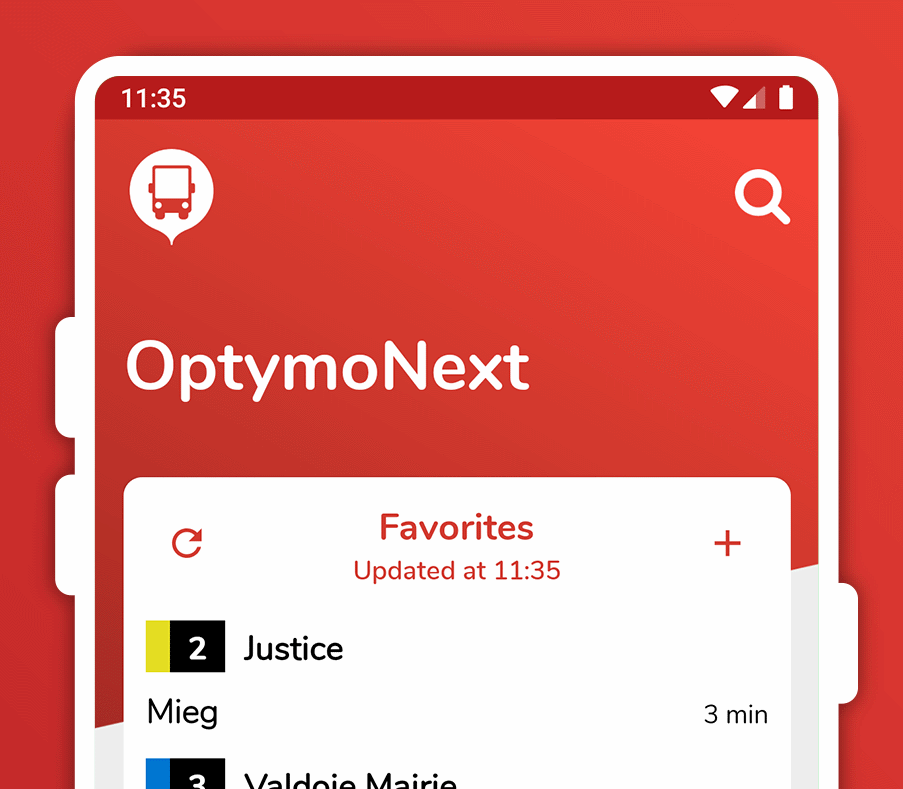 11:35
OptymoNext
Favorites
Updated at 11:35
2 Justice
Mieg 3 min
3 Valdoie Mairie